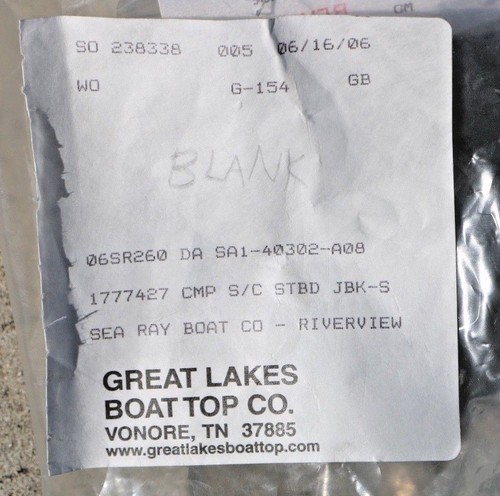 SO 238338 005 06/16/06
WO G-154 GB
BLANK
06SR260 DA SA1-40302-A08
1777427 CMP S/C STBD JBK-S
SEA RAY BOAT CO - RIVERVIEW
GREAT LAKES
BOAT TOP CO.
VONORE, TN 37885
www.greatlakesboattop.com